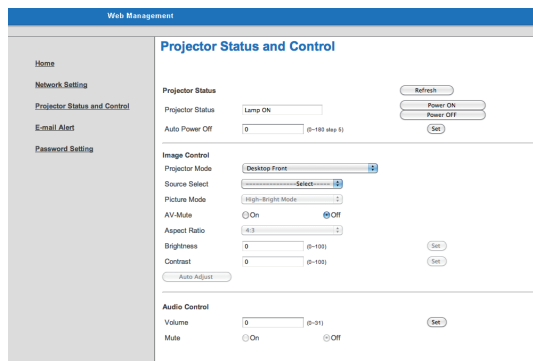 Web Management
Projector Status and Control
Home
Network Setting
Projector Status and Control
E-mail Alert
Password Setting
Projector Status
Refresh
Projector Status
Lamp ON
Power ON
Power OFF
Auto Power Off
0
(0-180 step 5)
Set
Image Control
Projector Mode
Desktop Front
Source Select
---------------Select-----
Picture Mode
High-Bright Mode
AV-Mute
On
Off
Aspect Ratio
4:3
Brightness
0
(0-100)
Set
Contrast
0
(0-100)
Set
Auto Adjust
Audio Control
Volume
0
(0-31)
Set
Mute
On
Off